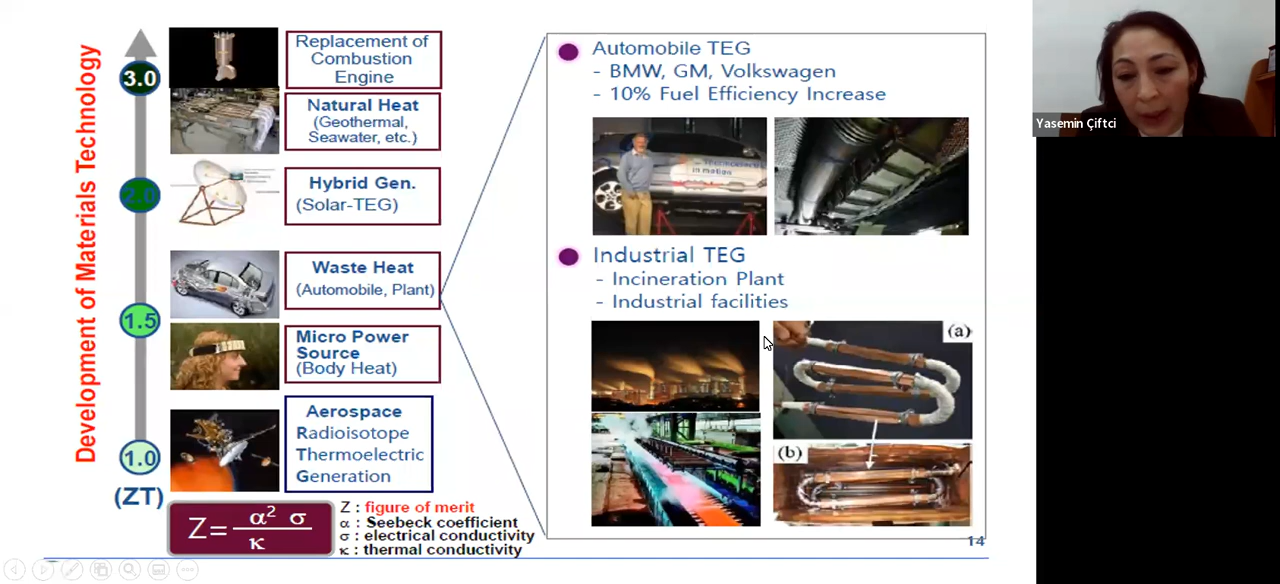 Development of Materials Technology
3.0
2.0
1.5
1.0
(ZT)
Replacement of
Combustion
Engine
Natural Heat
(Geothermal,
Seawater, etc.)
Hybrid Gen.
(Solar-TEG)
Waste Heat
(Automobile, Plant)
Micro Power
Source
(Body Heat)
Aerospace
Radioisotope
Thermoelectric
Generation
Z= α² σ
κ
Z : figure of merit
α : Seebeck coefficient
σ : electrical conductivity
κ : thermal conductivity
Automobile TEG
- BMW, GM, Volkswagen
- 10% Fuel Efficiency Increase
in motion
Industrial TEG
- Incineration Plant
- Industrial facilities
(a)
(b)
14
Yasemin Çiftci